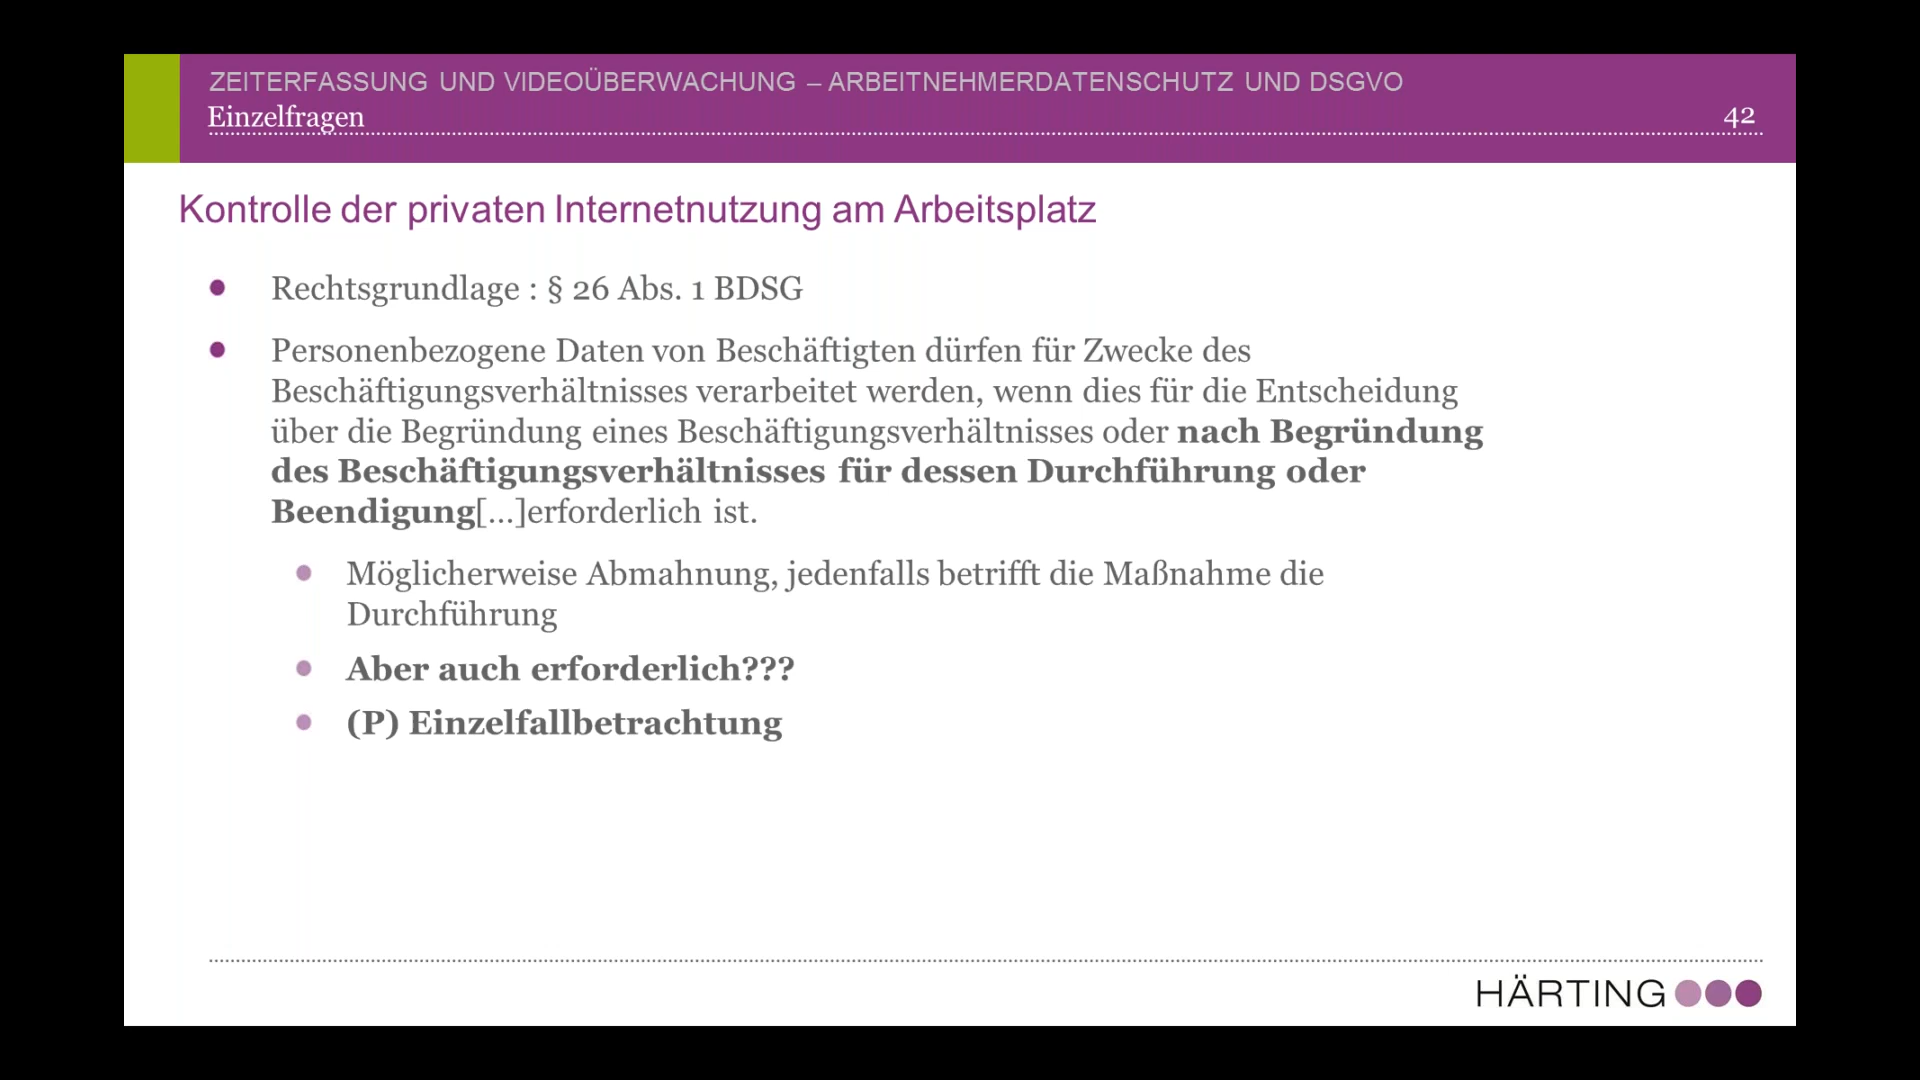 ZEITERFASSUNG UND VIDEOÜBERWACHUNG – ARBEITNEHMERDATENSCHUTZ UND DSGVO
Einzelfragen
42
Kontrolle der privaten Internetnutzung am Arbeitsplatz
Rechtsgrundlage : § 26 Abs. 1 BDSG
Personenbezogene Daten von Beschäftigten dürfen für Zwecke des
Beschäftigungsverhältnisses verarbeitet werden, wenn dies für die Entscheidung
über die Begründung eines Beschäftigungsverhältnisses oder nach Begründung
des Beschäftigungsverhältnisses für dessen Durchführung oder
Beendigung[…]erforderlich ist.
Möglicherweise Abmahnung, jedenfalls betrifft die Maßnahme die
Durchführung
Aber auch erforderlich???
(P) Einzelfallbetrachtung
HÄRTING